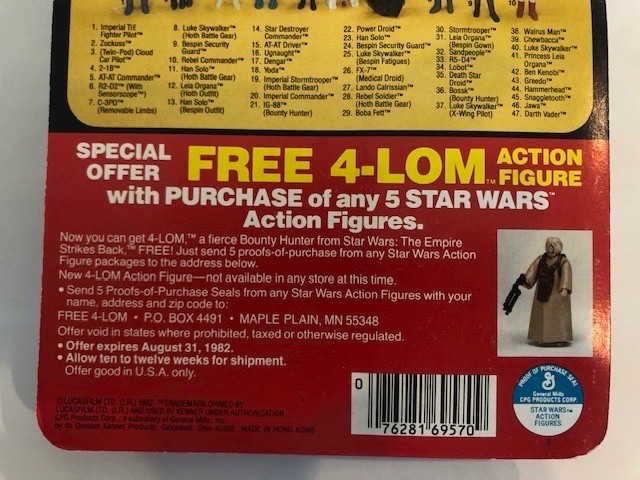 10
1. Imperial TIE
Fighter Pilot™
2. Zuckuss™
3. (Twin-Pod) Cloud
Car Pilot™
4. 2-1B™
5. AT-AT Commander™
6. R2-D2™ (With
Sensorscope™)
7. C-3PO™
(Removable Limbs)
8. Luke Skywalker™
(Hoth Battle Gear)
9. Bespin Security
Guard™
10. Rebel Commander™
11. Han Solo™
(Hoth Battle Gear)
12. Leia Organa™
(Hoth Outfit)
13. Han Solo™
(Bespin Outfit)
14. Star Destroyer
Commander™
15. AT-AT Driver™
16. Ugnaught™
17. Dengar™
18. Yoda™
19. Imperial Stormtrooper™
(Hoth Battle Gear)
20. Imperial Commander™
21. IG-88™
(Bounty Hunter)
22. Power Droid™
23. Han Solo™
24. Bespin Security Guard™
25. Luke Skywalker™
(Bespin Fatigues)
26. FX-7™
(Medical Droid)
27. Lando Calrissian™
28. Rebel Soldier™
(Hoth Battle Gear)
29. Boba Fett™
30. Stormtrooper™
31. Leia Organa™
(Bespin Gown)
32. Sandpeople™
33. R5-D4™
34. Lobot™
35. Death Star
Droid™
36. Bossk™
(Bounty Hunter)
37. Luke Skywalker™
(X-Wing Pilot)
38. Walrus Man™
39. Chewbacca™
40. Luke Skywalker™
41. Princess Leia
Organa™
42. Ben Kenobi™
43. Greedo™
44. Hammerhead™
45. Snaggletooth™
46. Jawa™
47. Darth Vader™
SPECIAL
OFFER
FREE 4-LOM™
ACTION
FIGURE
with PURCHASE of any 5 STAR WARS™
Action Figures.
Now you can get 4-LOM,™ a fierce Bounty Hunter from Star Wars: The Empire
Strikes Back,™ FREE! Just send 5 proofs-of-purchase from any Star Wars Action
Figure packages to the address below.
New 4-LOM Action Figure—not available in any store at this time.
• Send 5 Proofs-of-Purchase Seals from any Star Wars Action Figures with your
name, address and zip code to:
FREE 4-LOM • P.O. BOX 4491 • MAPLE PLAIN, MN 55348
Offer void in states where prohibited, taxed or otherwise regulated.
• Offer expires August 31, 1982.
• Allow ten to twelve weeks for shipment.
Offer good in U.S.A. only.
©LUCASFILM LTD. (LFL) 1982. ™TRADEMARK OWNED BY
LUCASFILM LTD. (LFL) AND USED BY KENNER UNDER AUTHORIZATION.
CPG Products Corp., a subsidiary of General Mills, Inc.
by its Division Kenner Products, Cincinnati, Ohio 45202. MADE IN HONG KONG
0
76281 69570
PROOF OF PURCHASE SEAL
General Mills
CPG PRODUCTS CORP.
STAR WARS™
ACTION
FIGURES